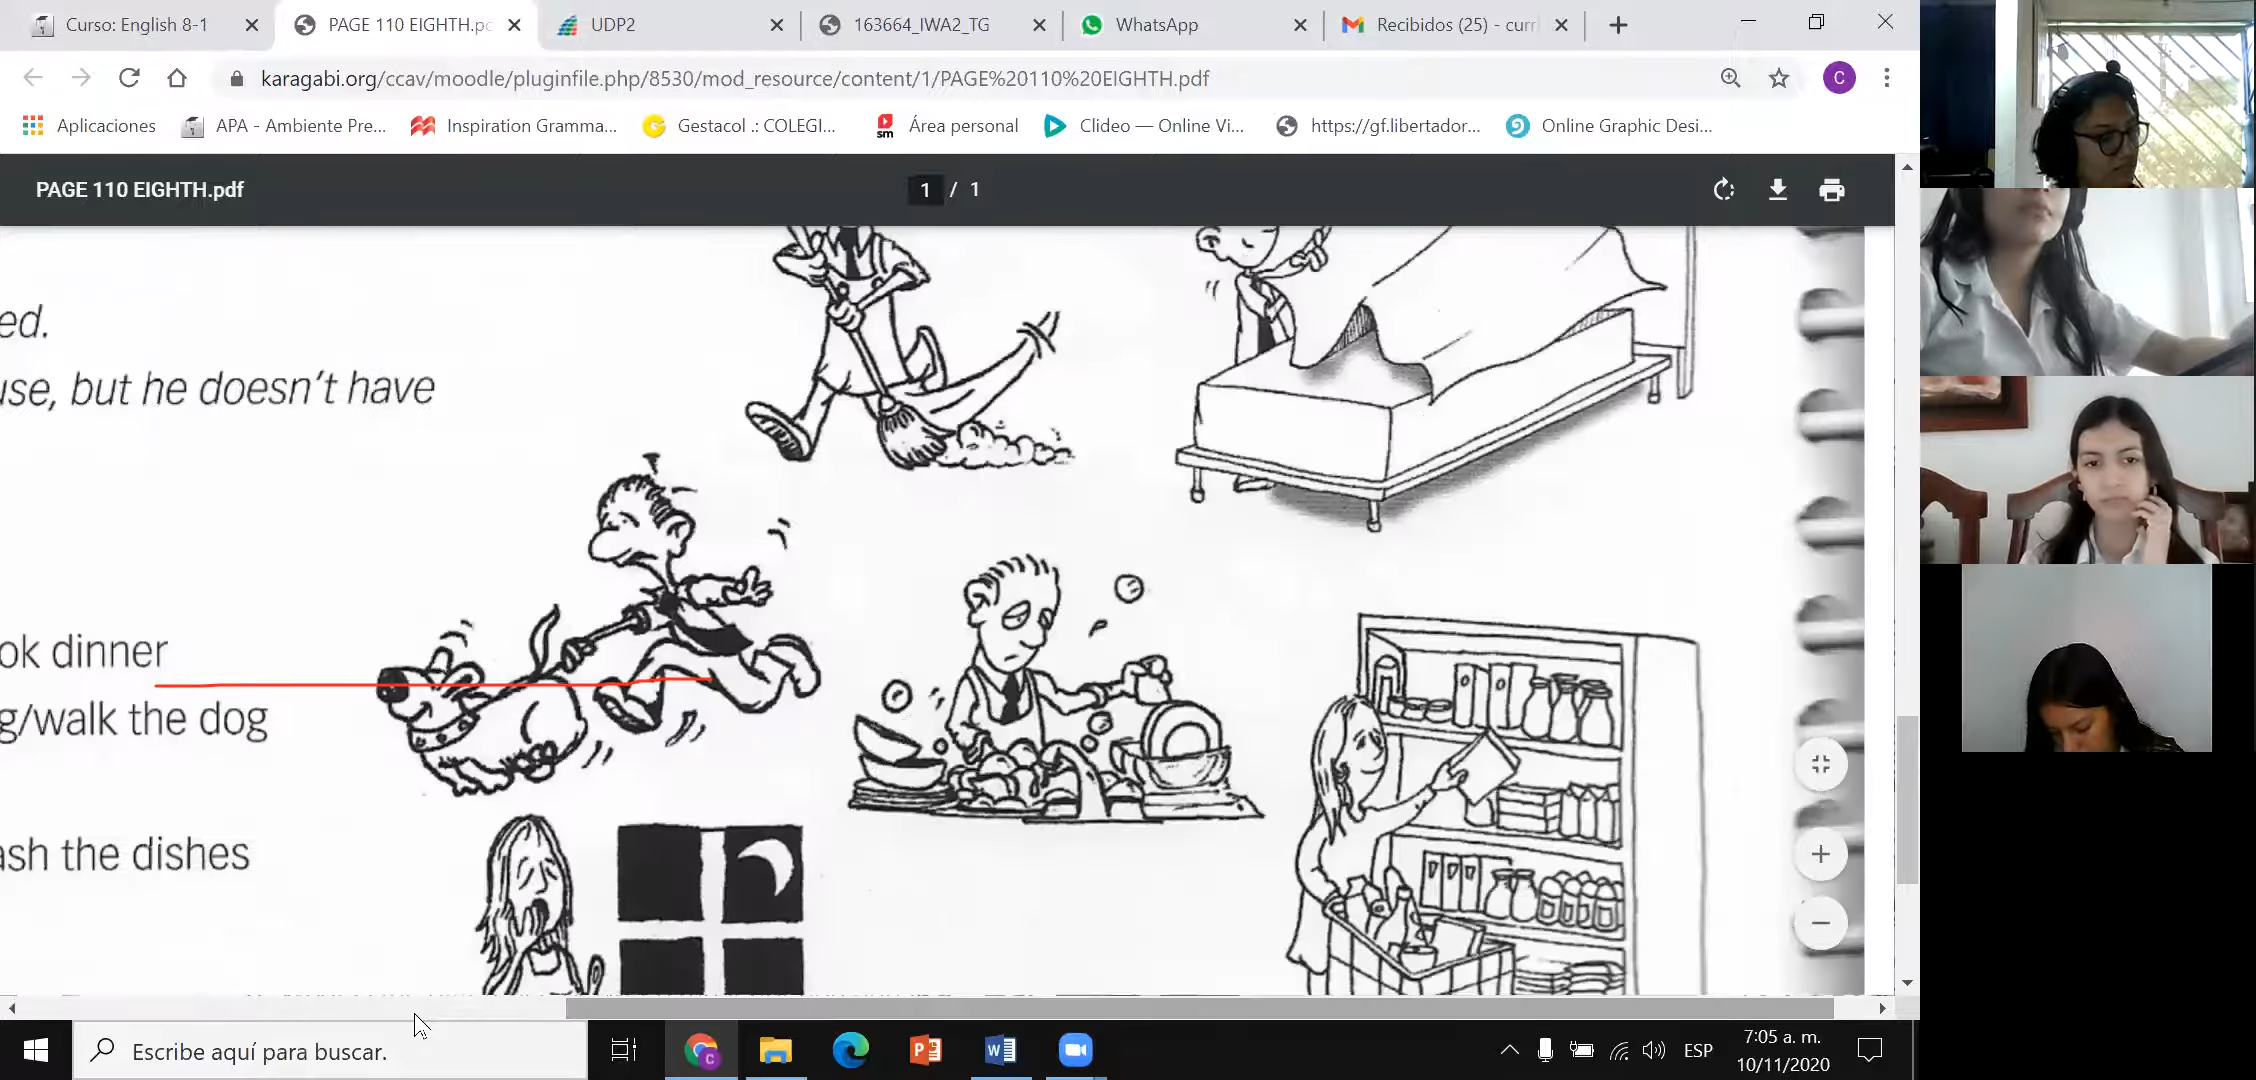 Curso: English 8-1
PAGE 110 EIGHTH.pc
UDP2
163664_IWA2_TG
WhatsApp
Recibidos (25) - curr
karagabi.org/ccav/moodle/pluginfile.php/8530/mod_resource/content/1/PAGE%20110%20EIGHTH.pdf
C
Aplicaciones
APA - Ambiente Pre...
Inspiration Gramma...
Gestacol .: COLEGI...
sm
Área personal
Clideo — Online Vi...
https://gf.libertador...
Online Graphic Desi...
PAGE 110 EIGHTH.pdf
1 / 1
ed.
use, but he doesn't have
ok dinner
g/walk the dog
ash the dishes
Escribe aquí para buscar.
ESP
7:05 a. m.
10/11/2020